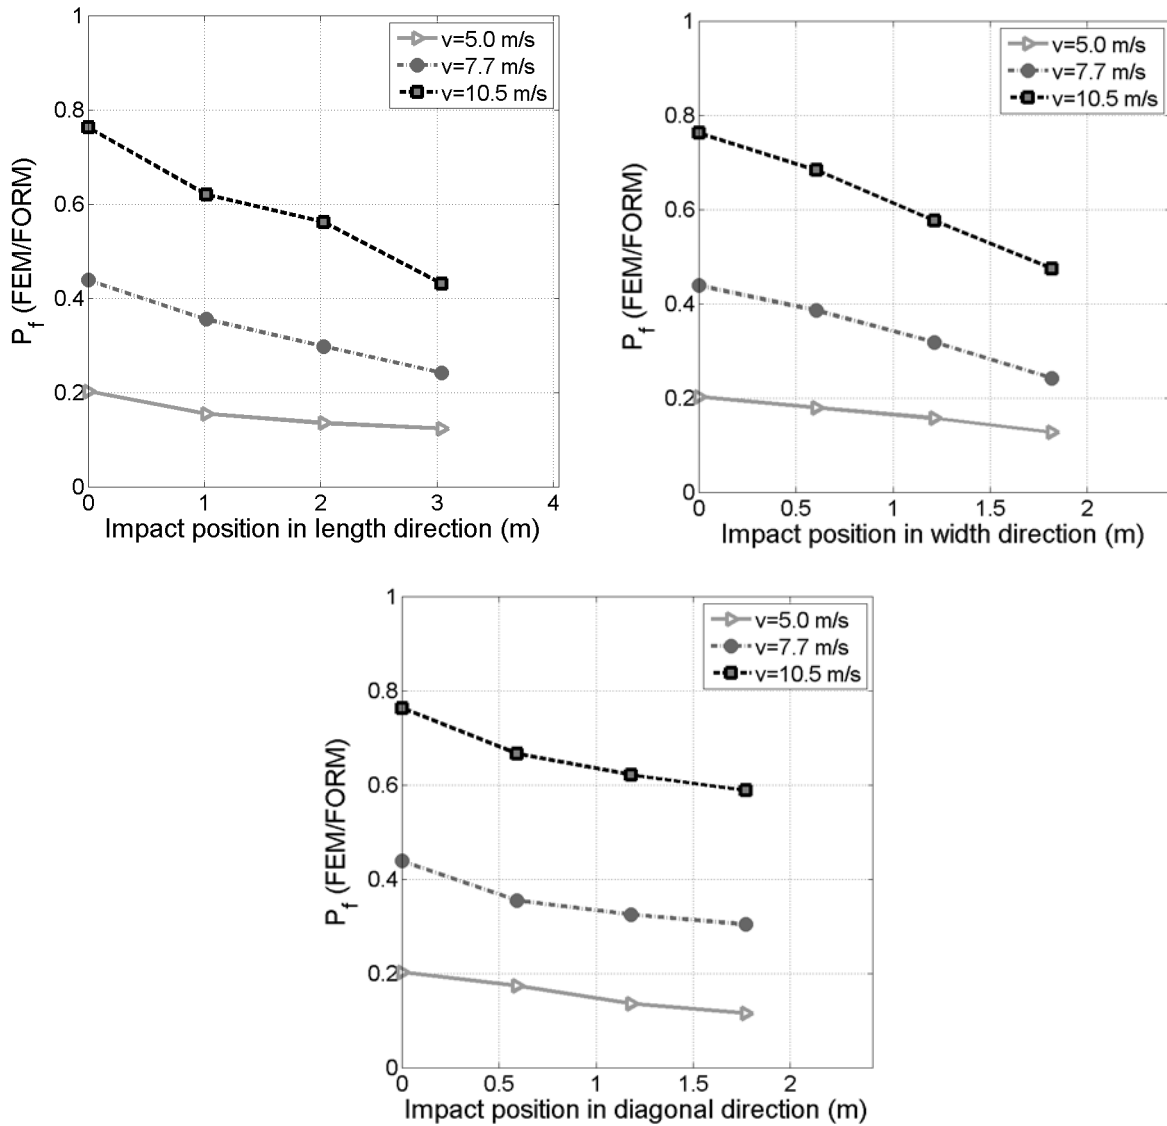 1
0.8
0.6
0.4
0.2
0
0 1 2 3 4
P_f (FEM/FORM)
Impact position in length direction (m)
v=5.0 m/s
v=7.7 m/s
v=10.5 m/s
1
0.8
0.6
0.4
0.2
0
0 0.5 1 1.5 2
P_f (FEM/FORM)
Impact position in width direction (m)
v=5.0 m/s
v=7.7 m/s
v=10.5 m/s
1
0.8
0.6
0.4
0.2
0
0 0.5 1 1.5 2
P_f (FEM/FORM)
Impact position in diagonal direction (m)
v=5.0 m/s
v=7.7 m/s
v=10.5 m/s